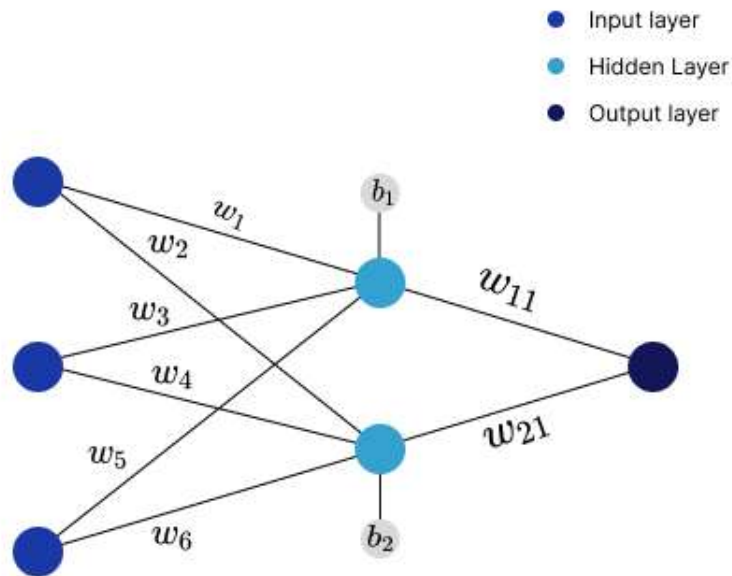 Input layer
Hidden Layer
Output layer
b₁
w₁
w₂
w₁₁
w₃
w₄
w₂₁
w₅
w₆
b₂